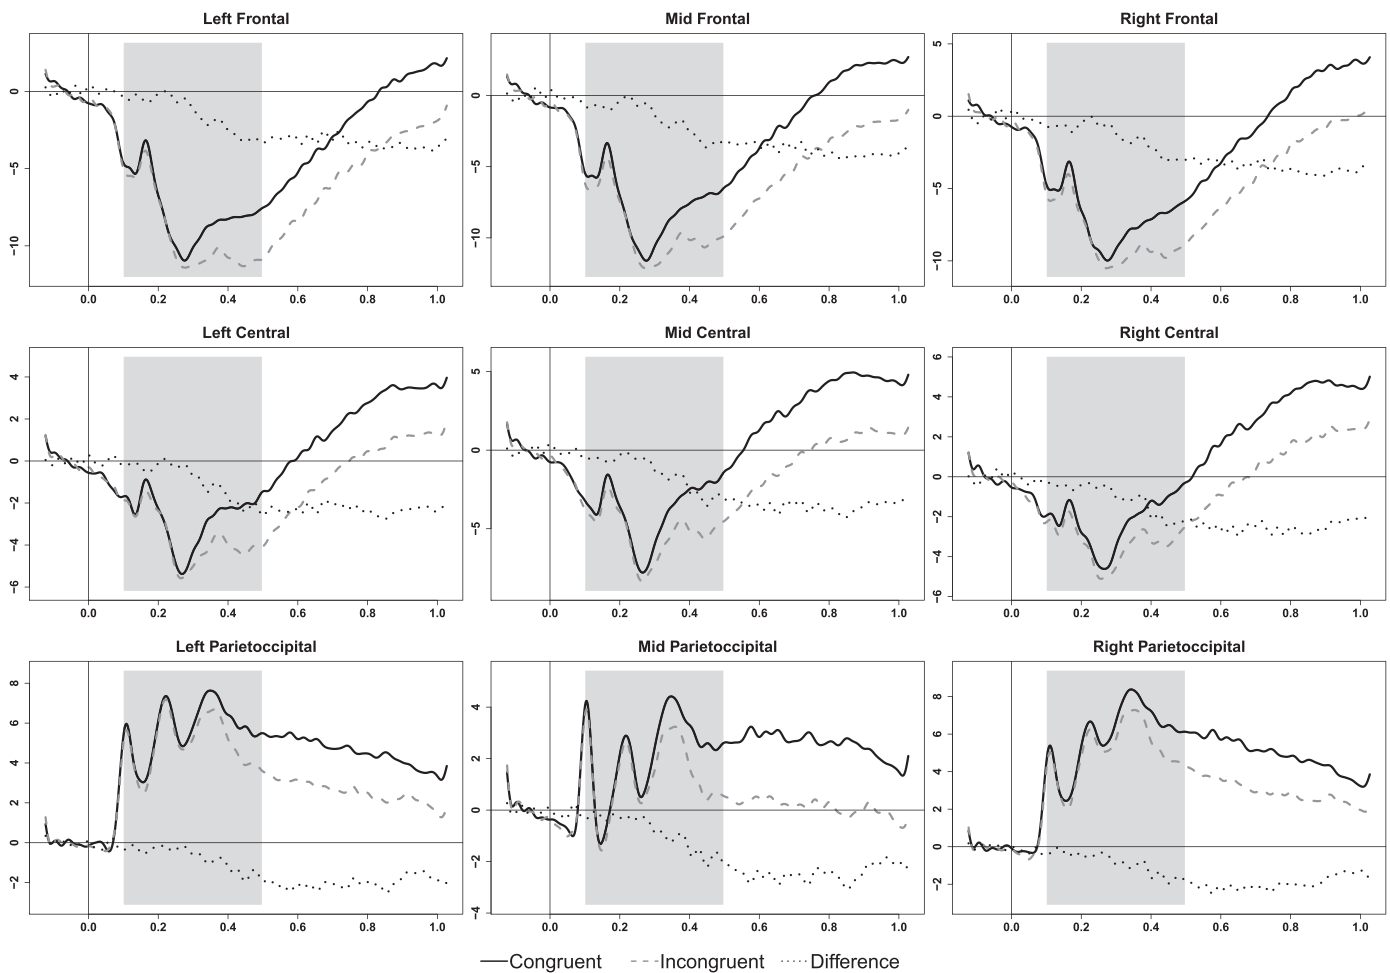 Left Frontal
Mid Frontal
Right Frontal
0
−5
−10
0.0 0.2 0.4 0.6 0.8 1.0
0
−5
−10
0.0 0.2 0.4 0.6 0.8 1.0
5
0
−5
−10
0.0 0.2 0.4 0.6 0.8 1.0
Left Central
Mid Central
Right Central
4
2
0
−2
−4
−6
0.0 0.2 0.4 0.6 0.8 1.0
5
0
−5
0.0 0.2 0.4 0.6 0.8 1.0
6
4
2
0
−2
−4
−6
0.0 0.2 0.4 0.6 0.8 1.0
Left Parietoccipital
Mid Parietoccipital
Right Parietoccipital
8
6
4
2
0
−2
0.0 0.2 0.4 0.6 0.8 1.0
4
2
0
−2
−4
0.0 0.2 0.4 0.6 0.8 1.0
8
6
4
2
0
−2
0.0 0.2 0.4 0.6 0.8 1.0
Congruent Incongruent Difference